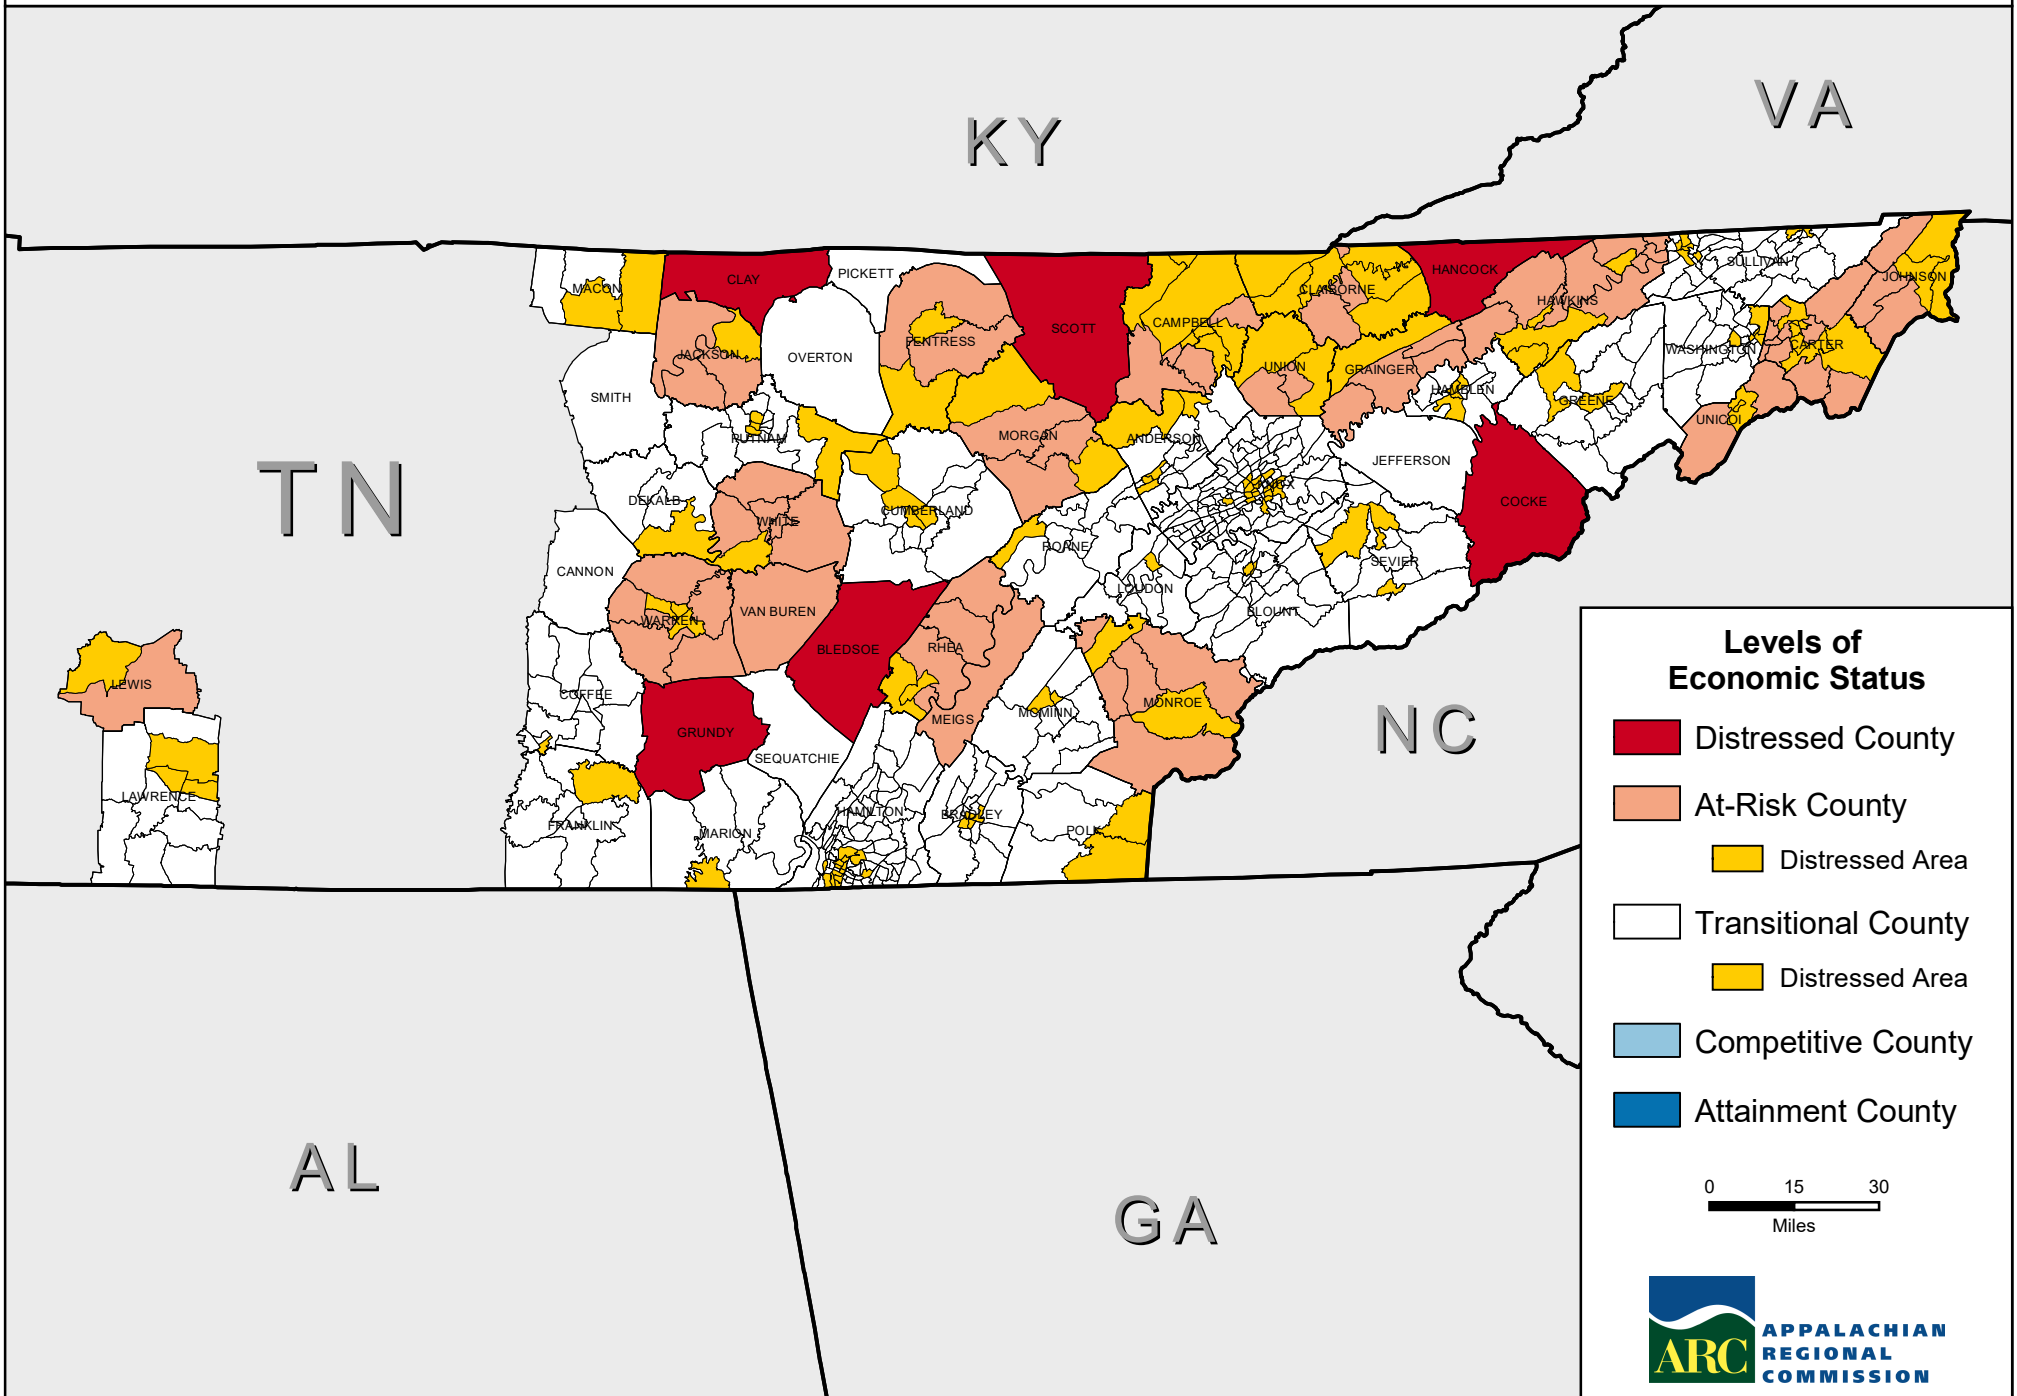 KY
VA
TN
NC
AL
GA
MACON
CLAY
PICKETT
SCOTT
CAMPBELL
CLAIBORNE
HANCOCK
HAWKINS
SULLIVAN
JOHNSON
JACKSON
OVERTON
FENTRESS
UNION
GRAINGER
HAMBLEN
GREENE
WASHINGTON
CARTER
UNICOI
SMITH
PUTNAM
MORGAN
ANDERSON
KNOX
JEFFERSON
COCKE
DEKALB
WHITE
CUMBERLAND
ROANE
LOUDON
BLOUNT
SEVIER
CANNON
WARREN
VAN BUREN
BLEDSOE
RHEA
MEIGS
MCMINN
MONROE
LEWIS
LAWRENCE
COFFEE
GRUNDY
SEQUATCHIE
FRANKLIN
MARION
HAMILTON
BRADLEY
POLK
Levels of
Economic Status
Distressed County
At-Risk County
Distressed Area
Transitional County
Distressed Area
Competitive County
Attainment County
0 15 30
Miles
ARC
APPALACHIAN
REGIONAL
COMMISSION